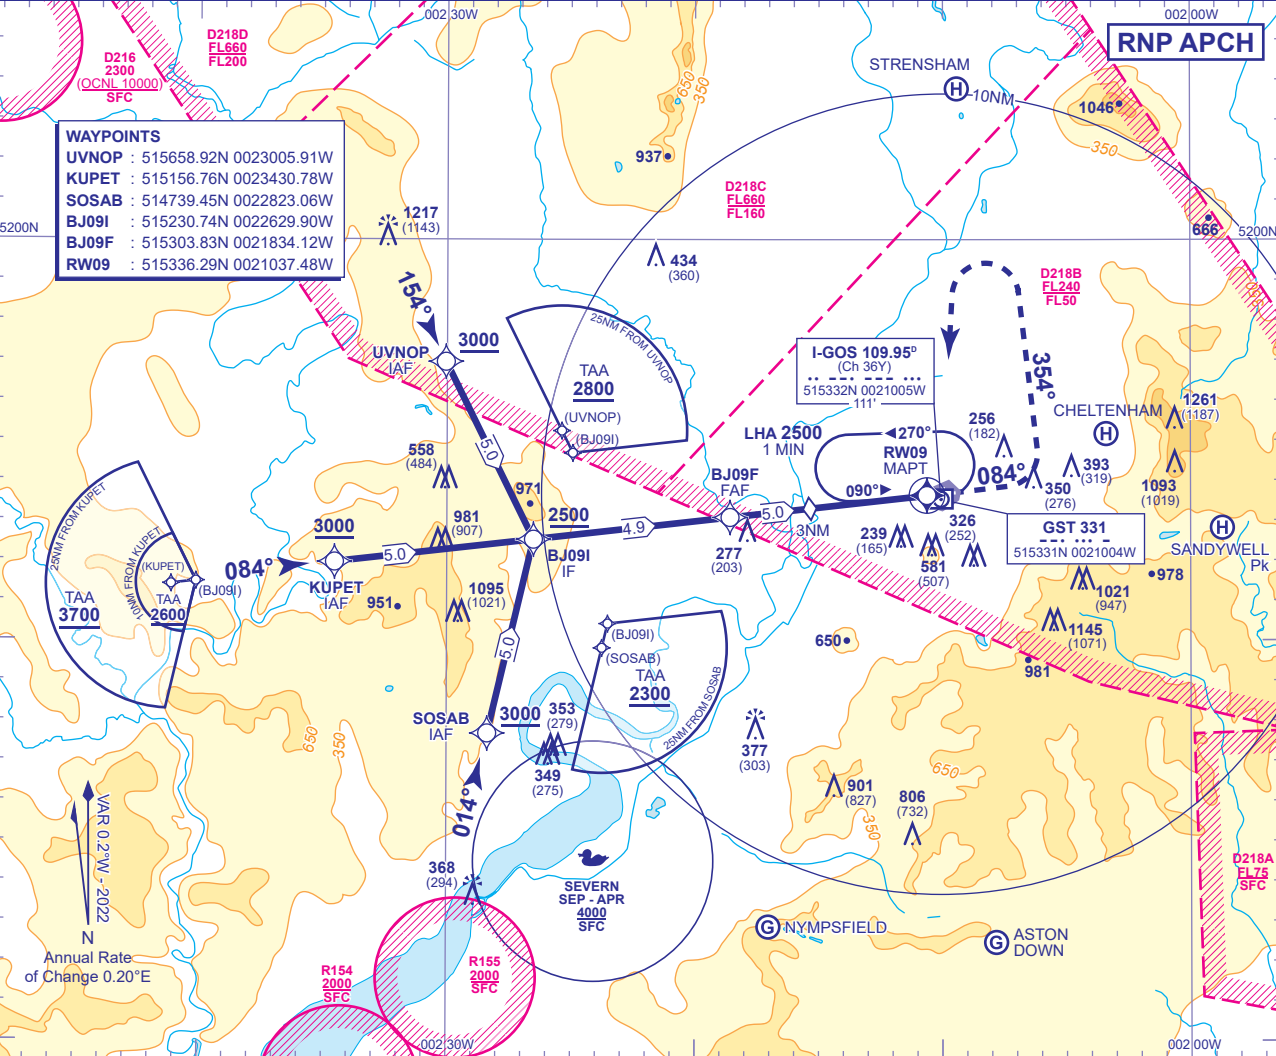 002 30W
002 00W
RNP APCH
D216
2300
(OCNL 10000)
SFC
D218D
FL660
FL200
STRENSHAM
H
10NM
1046
350
650
350
937
WAYPOINTS
UVNOP : 515658.92N 0023005.91W
KUPET : 515156.76N 0023430.78W
SOSAB : 514739.45N 0022823.06W
BJ09I : 515230.74N 0022629.90W
BJ09F : 515303.83N 0021834.12W
RW09 : 515336.29N 0021037.48W
D218C
FL660
FL160
1217
(1143)
5200N
5200N
666
434
(360)
D218B
FL240
FL50
154°
25NM FROM UVNOP
3000
UVNOP
IAF
TAA
2800
(UVNOP)
(BJ09I)
I-GOS 109.95D
(Ch 36Y)
515332N 0021005W
111'
354°
CHELTENHAM
H
1261
(1187)
256
(182)
LHA 2500
1 MIN
270°
RW09
MAPT
090°
084°
393
(319)
350
(276)
1093
(1019)
558
(484)
5.0
971
BJ09F
FAF
5.0
3NM
25NM FROM KUPET
10NM FROM KUPET
(KUPET)
(BJ09I)
TAA
3700
TAA
2600
3000
084°
KUPET
IAF
5.0
981
(907)
2500
BJ09I
IF
4.9
277
(203)
239
(165)
326
(252)
581
(507)
GST 331
515331N 0021004W
H
SANDYWELL
Pk
978
951
1095
(1021)
1021
(947)
1145
(1071)
650
981
5.0
(BJ09I)
(SOSAB)
TAA
2300
25NM FROM SOSAB
SOSAB
IAF
3000
353
(279)
349
(275)
377
(303)
650
350
014°
901
(827)
806
(732)
650
350
VAR 0.2°W - 2022
N
Annual Rate
of Change 0.20°E
368
(294)
SEVERN
SEP - APR
4000
SFC
D218A
FL75
SFC
G
NYMPSFIELD
G
ASTON
DOWN
R154
2000
SFC
R155
2000
SFC
002 30W
002 00W